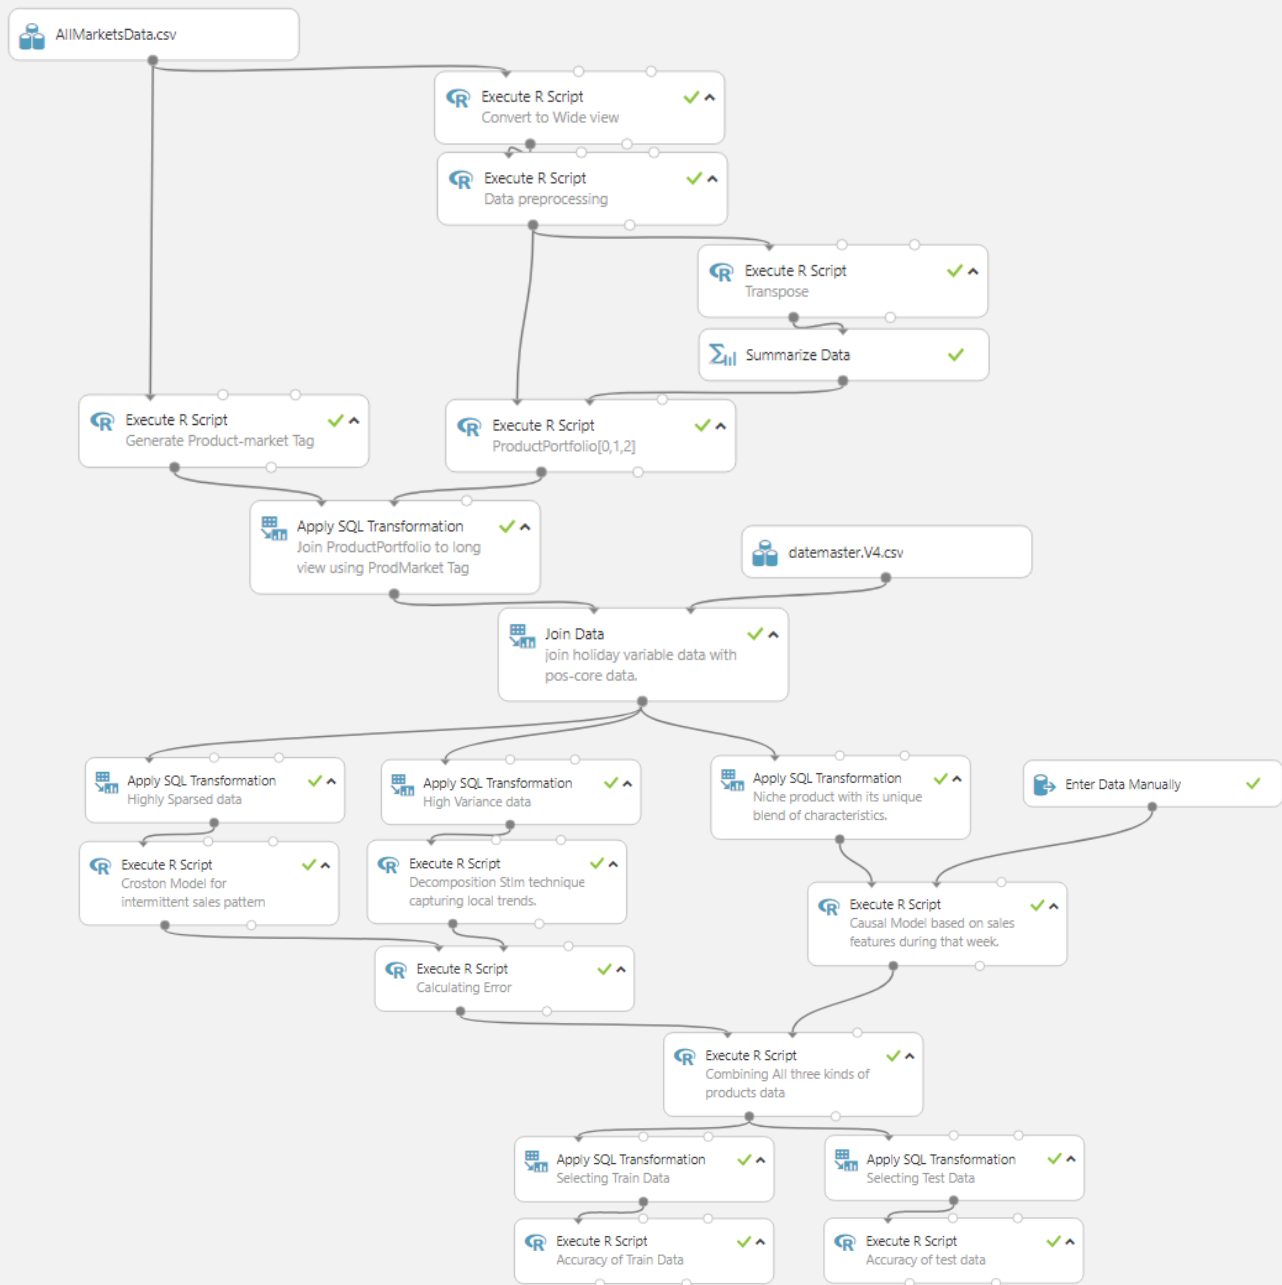 AllMarketsData.csv
Execute R Script
Convert to Wide view
Execute R Script
Data preprocessing
Execute R Script
Transpose
Summarize Data
Execute R Script
Generate Product-market Tag
Execute R Script
ProductPortfolio[0,1,2]
Apply SQL Transformation
Join ProductPortfolio to long
view using ProdMarket Tag
datemaster.V4.csv
Join Data
join holiday variable data with
pos-core data.
Apply SQL Transformation
Highly Sparsed data
Apply SQL Transformation
High Variance data
Apply SQL Transformation
Niche product with its unique
blend of characteristics.
Enter Data Manually
Execute R Script
Croston Model for
intermittent sales pattern
Execute R Script
Decomposition Stlm technique
capturing local trends.
Execute R Script
Causal Model based on sales
features during that week.
Execute R Script
Calculating Error
Execute R Script
Combining All three kinds of
products data
Apply SQL Transformation
Selecting Train Data
Apply SQL Transformation
Selecting Test Data
Execute R Script
Accuracy of Train Data
Execute R Script
Accuracy of test data